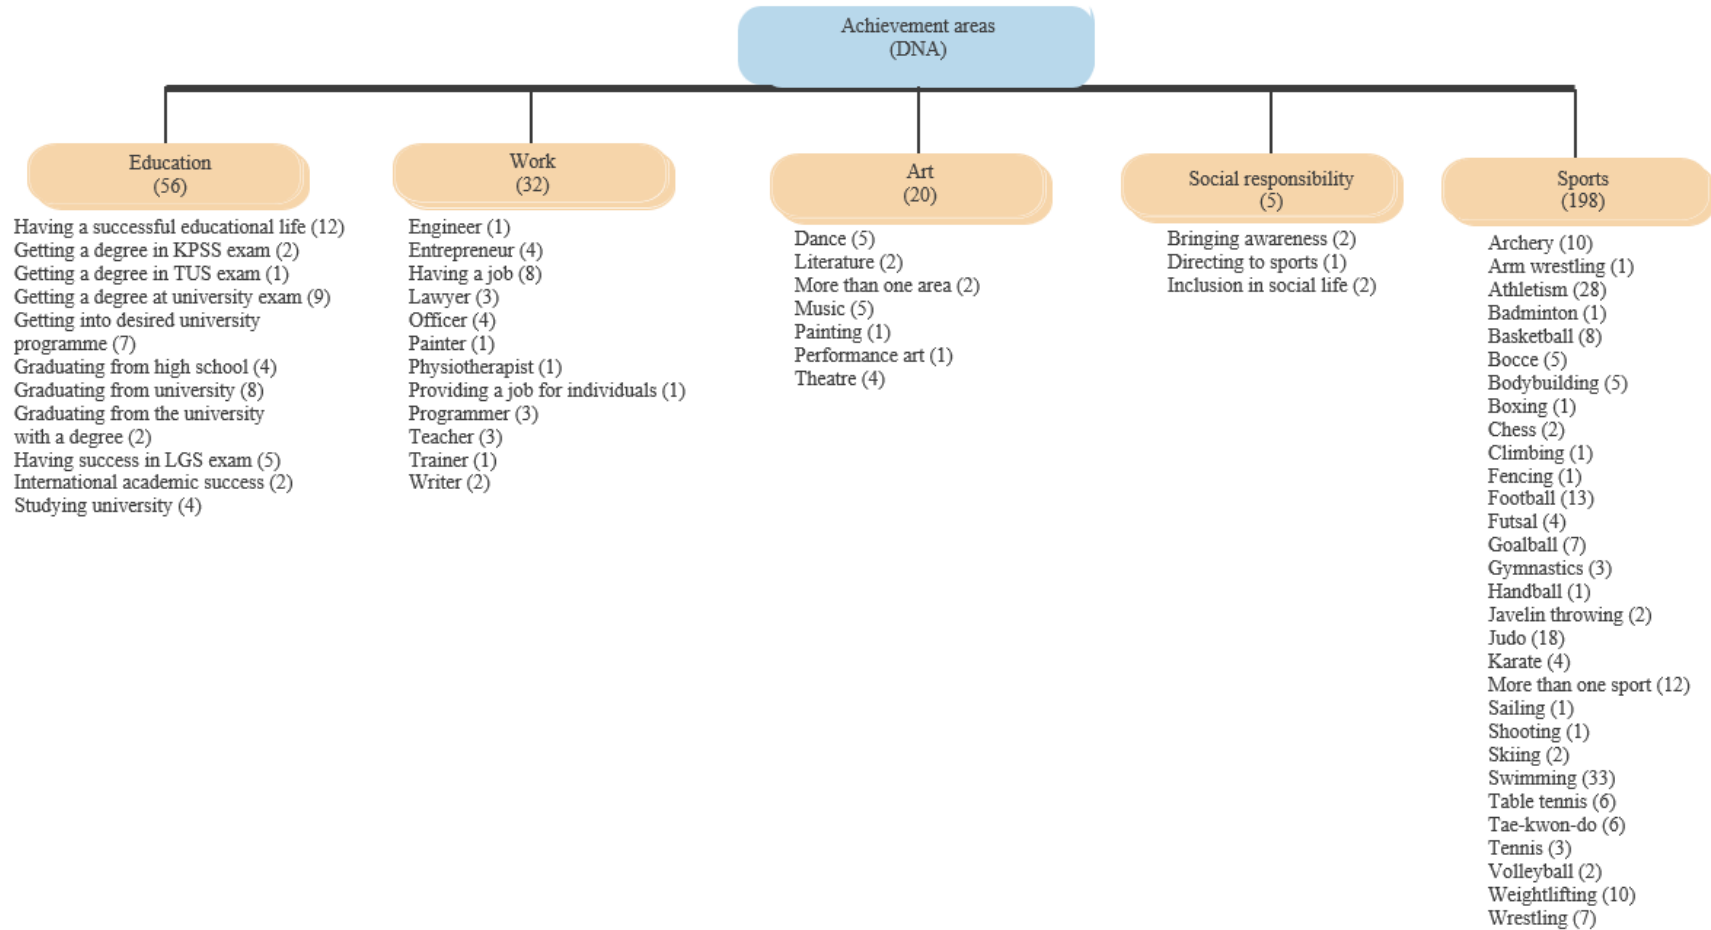 Achievement areas
(DNA)
Education
(56)
Having a successful educational life (12)
Getting a degree in KPSS exam (2)
Getting a degree in TUS exam (1)
Getting a degree at university exam (9)
Getting into desired university
programme (7)
Graduating from high school (4)
Graduating from university (8)
Graduating from the university
with a degree (2)
Having success in LGS exam (5)
International academic success (2)
Studying university (4)
Work
(32)
Engineer (1)
Entrepreneur (4)
Having a job (8)
Lawyer (3)
Officer (4)
Painter (1)
Physiotherapist (1)
Providing a job for individuals (1)
Programmer (3)
Teacher (3)
Trainer (1)
Writer (2)
Art
(20)
Dance (5)
Literature (2)
More than one area (2)
Music (5)
Painting (1)
Performance art (1)
Theatre (4)
Social responsibility
(5)
Bringing awareness (2)
Directing to sports (1)
Inclusion in social life (2)
Sports
(198)
Archery (10)
Arm wrestling (1)
Athletism (28)
Badminton (1)
Basketball (8)
Bocce (5)
Bodybuilding (5)
Boxing (1)
Chess (2)
Climbing (1)
Fencing (1)
Football (13)
Futsal (4)
Goalball (7)
Gymnastics (3)
Handball (1)
Javelin throwing (2)
Judo (18)
Karate (4)
More than one sport (12)
Sailing (1)
Shooting (1)
Skiing (2)
Swimming (33)
Table tennis (6)
Tae-kwon-do (6)
Tennis (3)
Volleyball (2)
Weightlifting (10)
Wrestling (7)